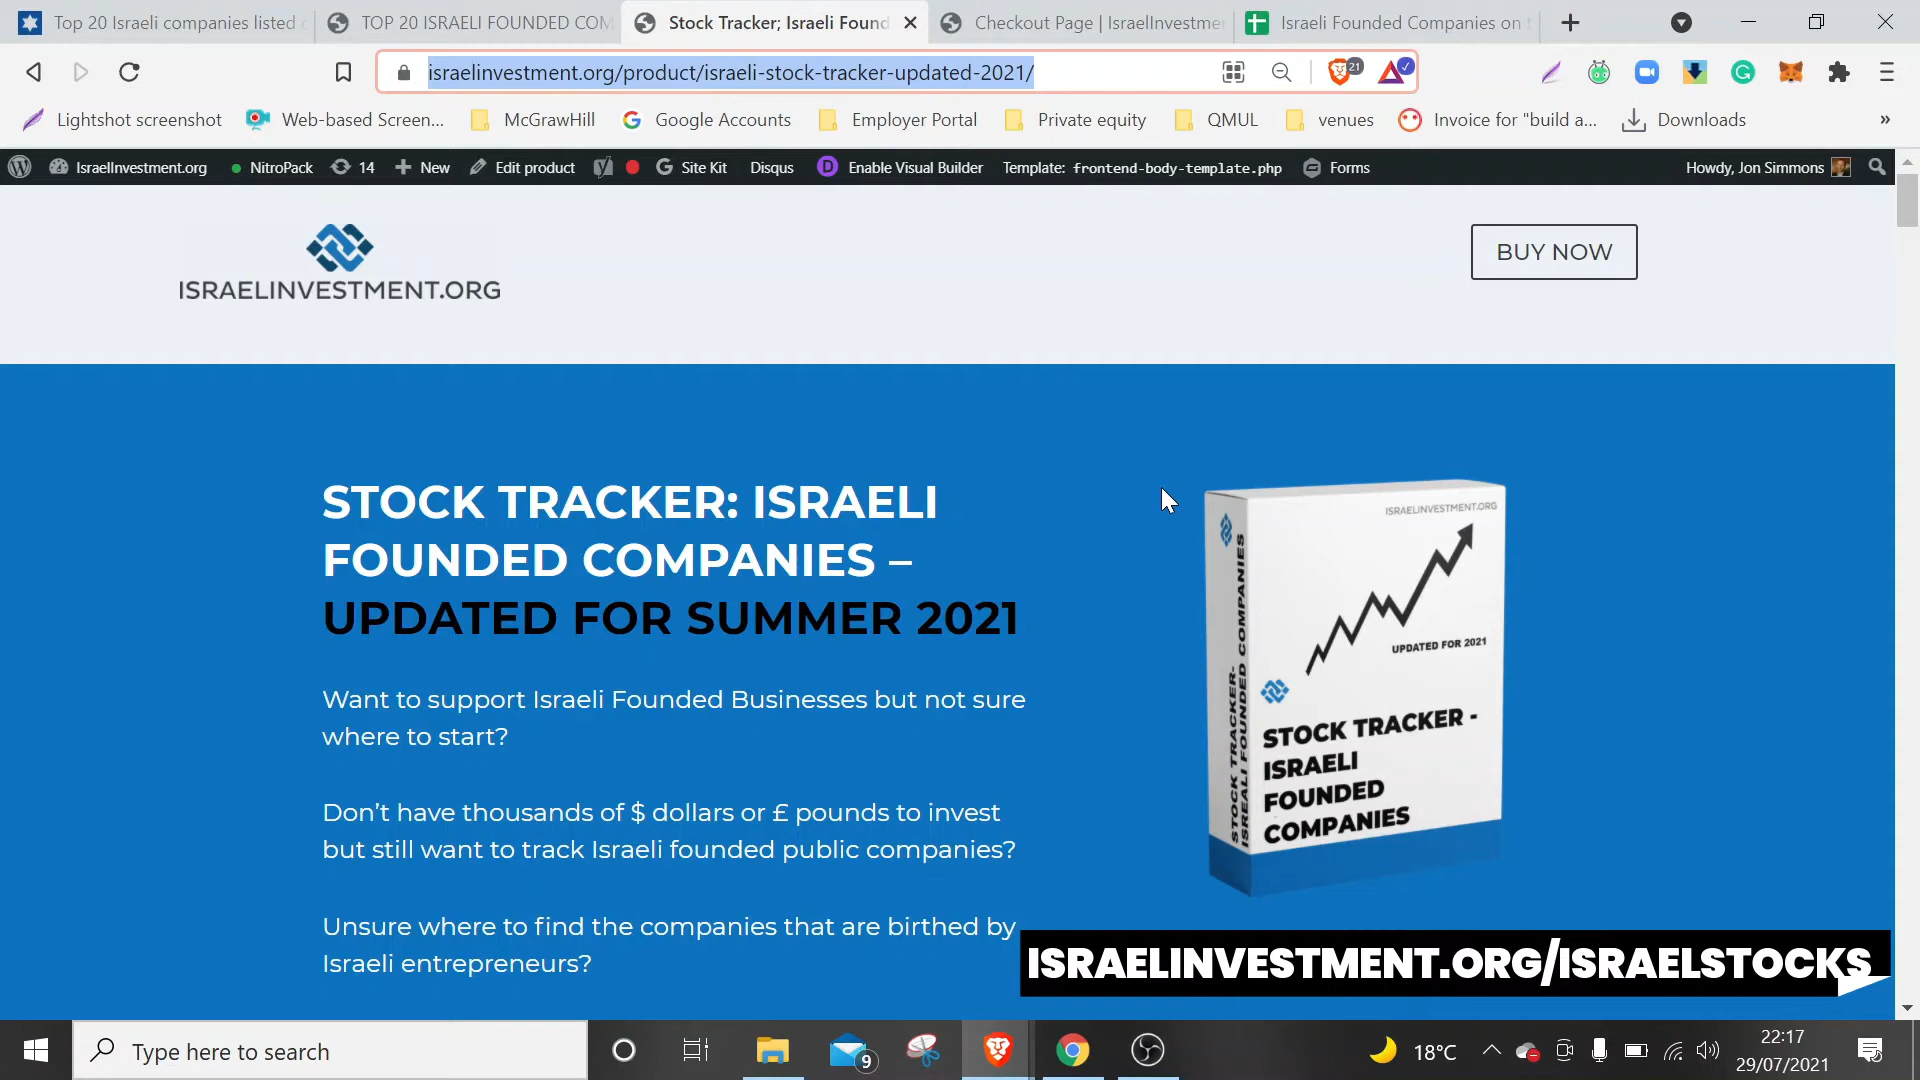 Top 20 Israeli companies listed
TOP 20 ISRAELI FOUNDED COM
Stock Tracker; Israeli Found
Checkout Page | IsraelInvestmen
Israeli Founded Companies on t
israelinvestment.org/product/israeli-stock-tracker-updated-2021/
21
Lightshot screenshot
Web-based Screen...
McGrawHill
Google Accounts
Employer Portal
Private equity
QMUL
venues
Invoice for "build a...
Downloads
»
IsraelInvestment.org
NitroPack
14
New
Edit product
Site Kit
Disqus
Enable Visual Builder
Template: frontend-body-template.php
Forms
Howdy, Jon Simmons
ISRAELINVESTMENT.ORG
BUY NOW
STOCK TRACKER: ISRAELI
FOUNDED COMPANIES –
UPDATED FOR SUMMER 2021
Want to support Israeli Founded Businesses but not sure
where to start?
Don’t have thousands of $ dollars or £ pounds to invest
but still want to track Israeli founded public companies?
Unsure where to find the companies that are birthed by
Israeli entrepreneurs?
ISRAELINVESTMENT.ORG
UPDATED FOR 2021
STOCK TRACKER -
ISRAELI
FOUNDED
COMPANIES
STOCK TRACKER-
ISREALI FOUNDED COMPANIES
ISRAELINVESTMENT.ORG/ISRAELSTOCKS
Type here to search
9
18°C
22:17
29/07/2021